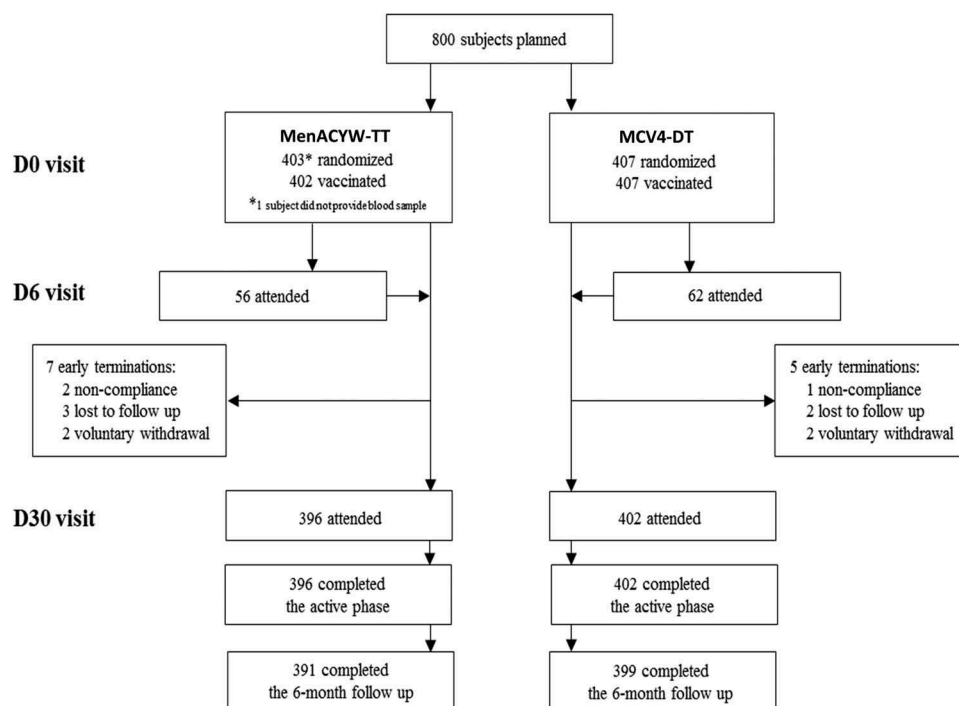 800 subjects planned
D0 visit
MenACYW-TT
403* randomized
402 vaccinated
*1 subject did not provide blood sample
MCV4-DT
407 randomized
407 vaccinated
D6 visit
56 attended
62 attended
7 early terminations:
2 non-compliance
3 lost to follow up
2 voluntary withdrawal
5 early terminations:
1 non-compliance
2 lost to follow up
2 voluntary withdrawal
D30 visit
396 attended
402 attended
396 completed
the active phase
402 completed
the active phase
391 completed
the 6-month follow up
399 completed
the 6-month follow up